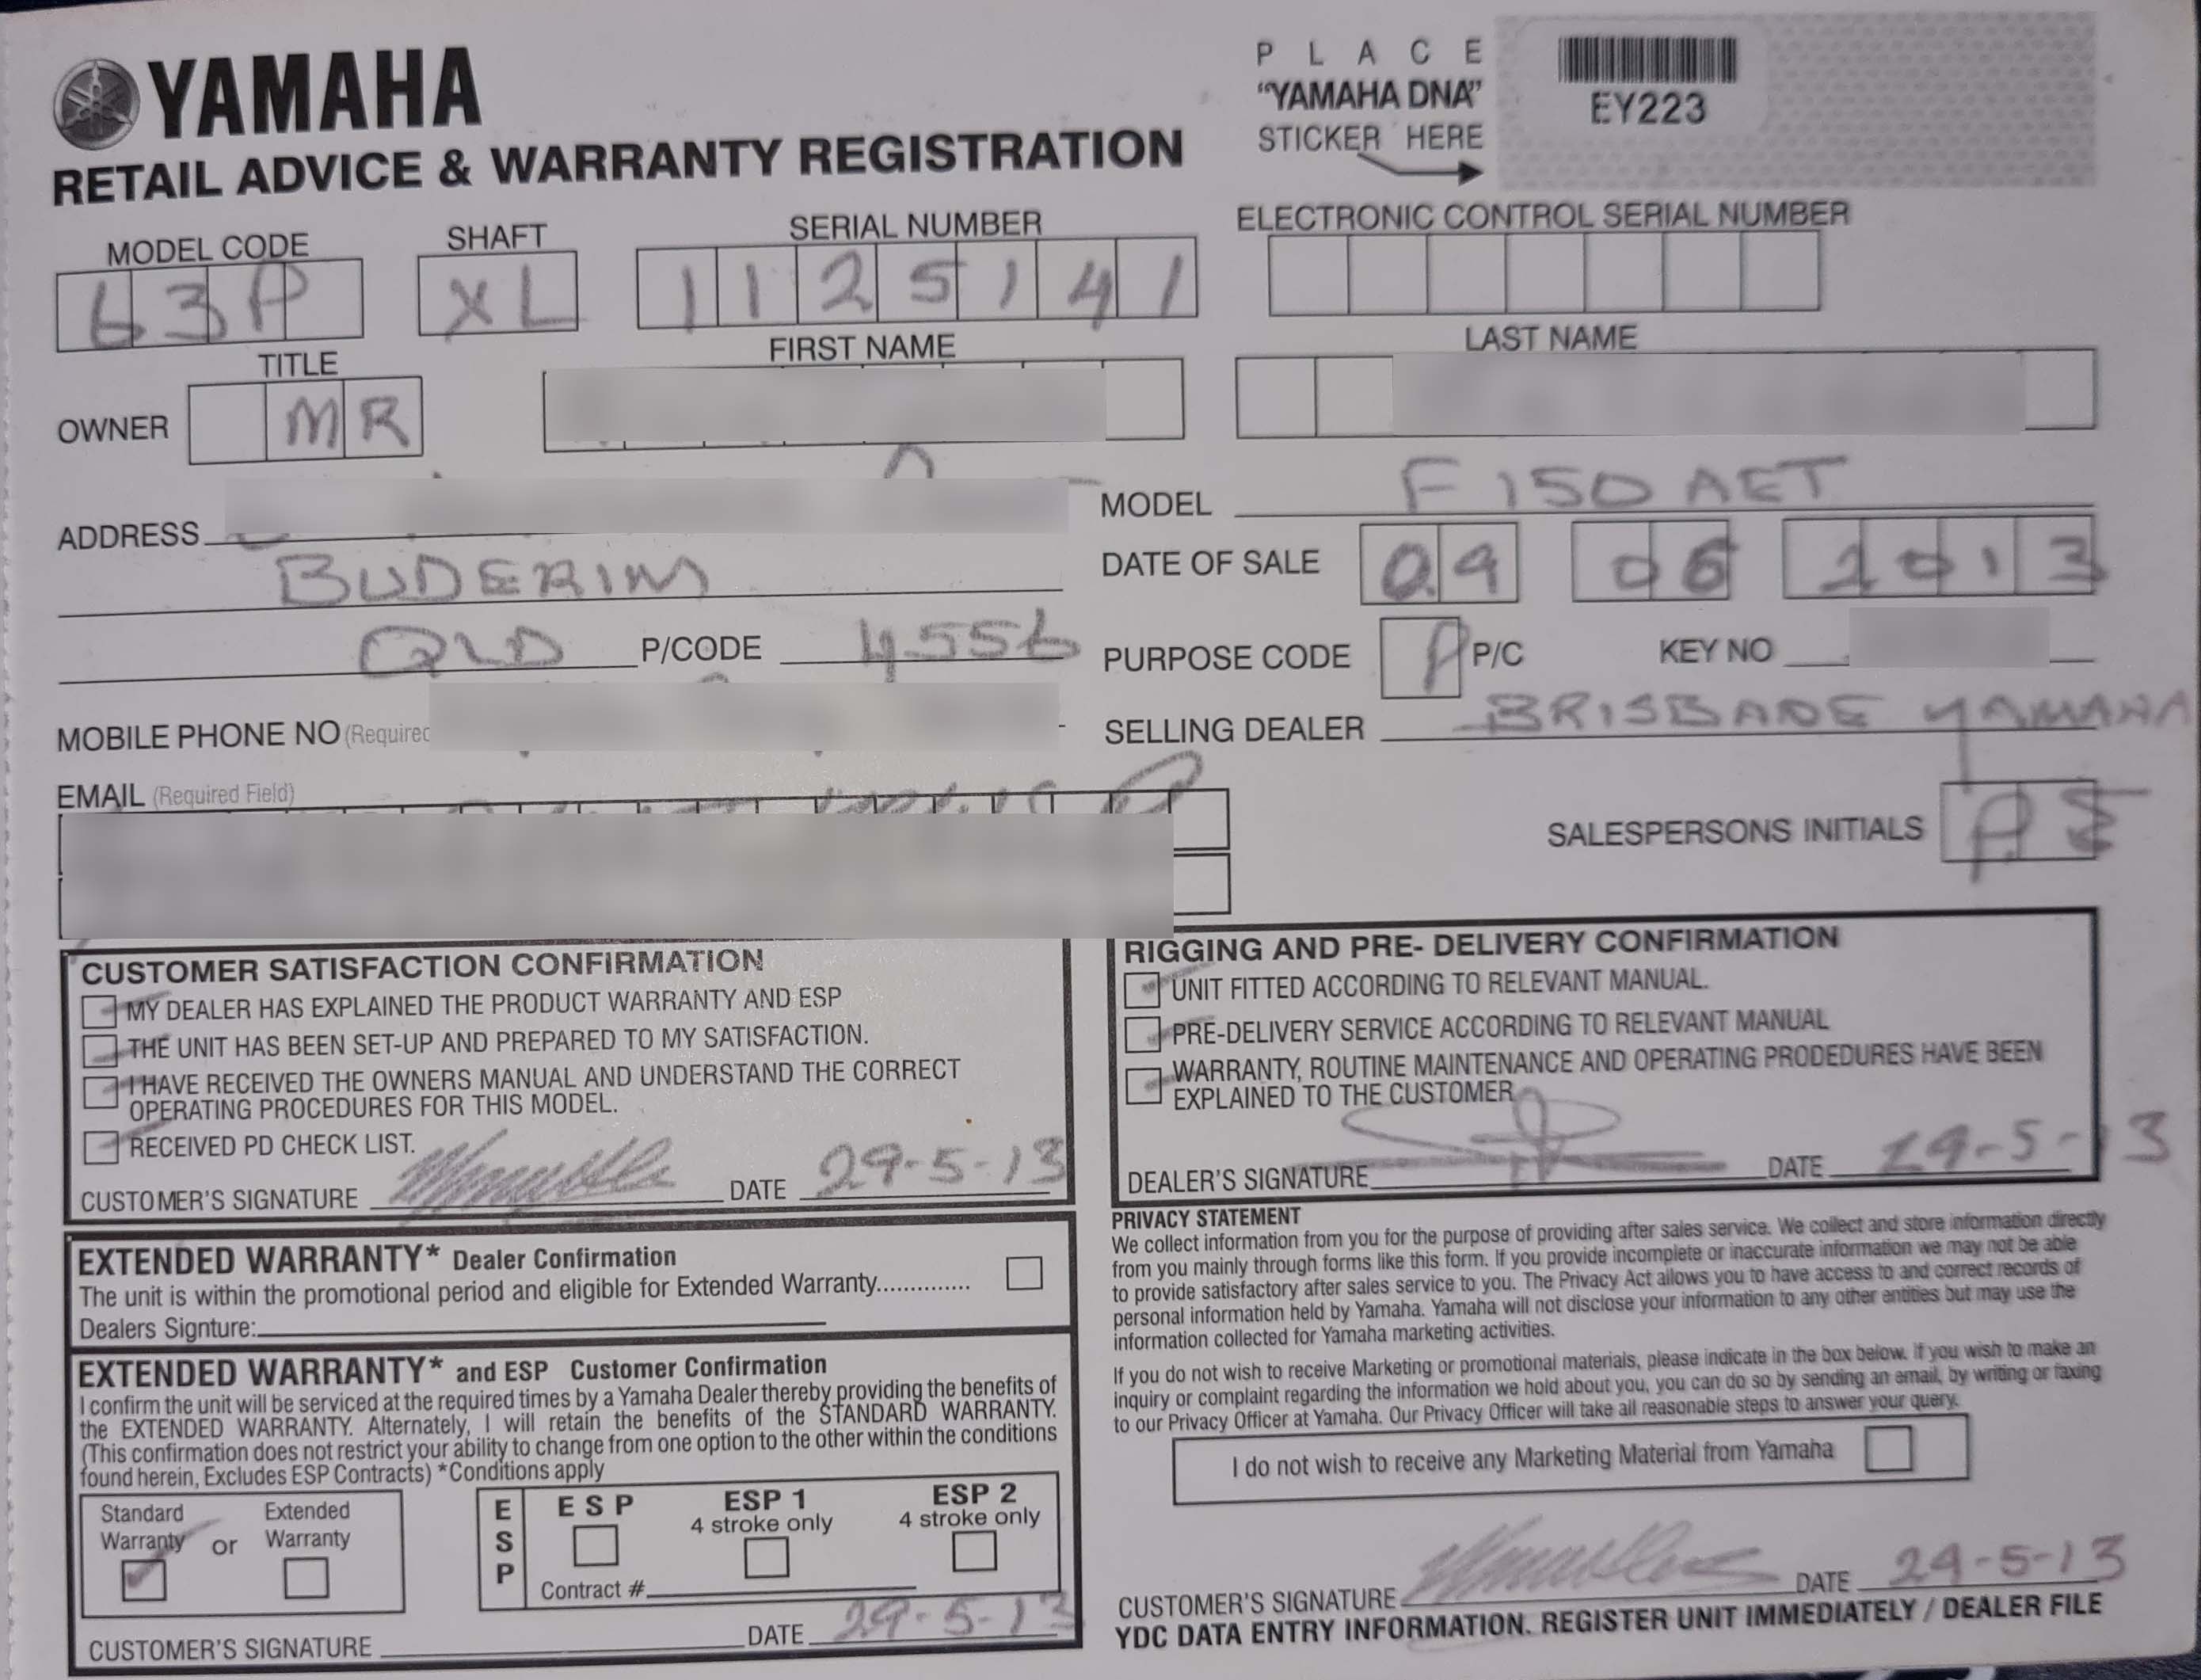 YAMAHA
RETAIL ADVICE & WARRANTY REGISTRATION
PLACE
"YAMAHA DNA"
STICKER HERE
EY223
MODEL CODE
63P
SHAFT
XL
SERIAL NUMBER
1125141
ELECTRONIC CONTROL SERIAL NUMBER
OWNER
TITLE
MR
FIRST NAME
LAST NAME
ADDRESS
BUDERIM
QLD P/CODE 4556
MOBILE PHONE NO (Required
EMAIL (Required Field)
MODEL F150AET
DATE OF SALE 09 06 2013
PURPOSE CODE P P/C KEY NO
SELLING DEALER BRISBANE YAMAHA
SALESPERSONS INITIALS
CUSTOMER SATISFACTION CONFIRMATION
MY DEALER HAS EXPLAINED THE PRODUCT WARRANTY AND ESP
THE UNIT HAS BEEN SET-UP AND PREPARED TO MY SATISFACTION.
I HAVE RECEIVED THE OWNERS MANUAL AND UNDERSTAND THE CORRECT
OPERATING PROCEDURES FOR THIS MODEL.
RECEIVED PD CHECK LIST.
CUSTOMER'S SIGNATURE DATE 29-5-13
RIGGING AND PRE- DELIVERY CONFIRMATION
UNIT FITTED ACCORDING TO RELEVANT MANUAL.
PRE-DELIVERY SERVICE ACCORDING TO RELEVANT MANUAL
WARRANTY, ROUTINE MAINTENANCE AND OPERATING PRODEDURES HAVE BEEN
EXPLAINED TO THE CUSTOMER
DEALER'S SIGNATURE DATE 29-5-13
EXTENDED WARRANTY* Dealer Confirmation
The unit is within the promotional period and eligible for Extended Warranty..............
Dealers Signture:
EXTENDED WARRANTY* and ESP Customer Confirmation
I confirm the unit will be serviced at the required times by a Yamaha Dealer thereby providing the benefits of
the EXTENDED WARRANTY. Alternately, I will retain the benefits of the STANDARD WARRANTY.
(This confirmation does not restrict your ability to change from one option to the other within the conditions
found herein, Excludes ESP Contracts) *Conditions apply
Standard
Warranty
or
Extended
Warranty
ESP
ESP
ESP 1
4 stroke only
ESP 2
4 stroke only
Contract #
CUSTOMER'S SIGNATURE DATE 29-5-13
PRIVACY STATEMENT
We collect information from you for the purpose of providing after sales service. We collect and store information directly
from you mainly through forms like this form. If you provide incomplete or inaccurate information we may not be able
to provide satisfactory after sales service to you. The Privacy Act allows you to have access to and correct records of
personal information held by Yamaha. Yamaha will not disclose your information to any other entities but may use the
information collected for Yamaha marketing activities.
If you do not wish to receive Marketing or promotional materials, please indicate in the box below. If you wish to make an
inquiry or complaint regarding the information we hold about you, you can do so by sending an email, by writing or faxing
to our Privacy Officer at Yamaha. Our Privacy Officer will take all reasonable steps to answer your query.
I do not wish to receive any Marketing Material from Yamaha
CUSTOMER'S SIGNATURE DATE 29-5-13
YDC DATA ENTRY INFORMATION. REGISTER UNIT IMMEDIATELY / DEALER FILE